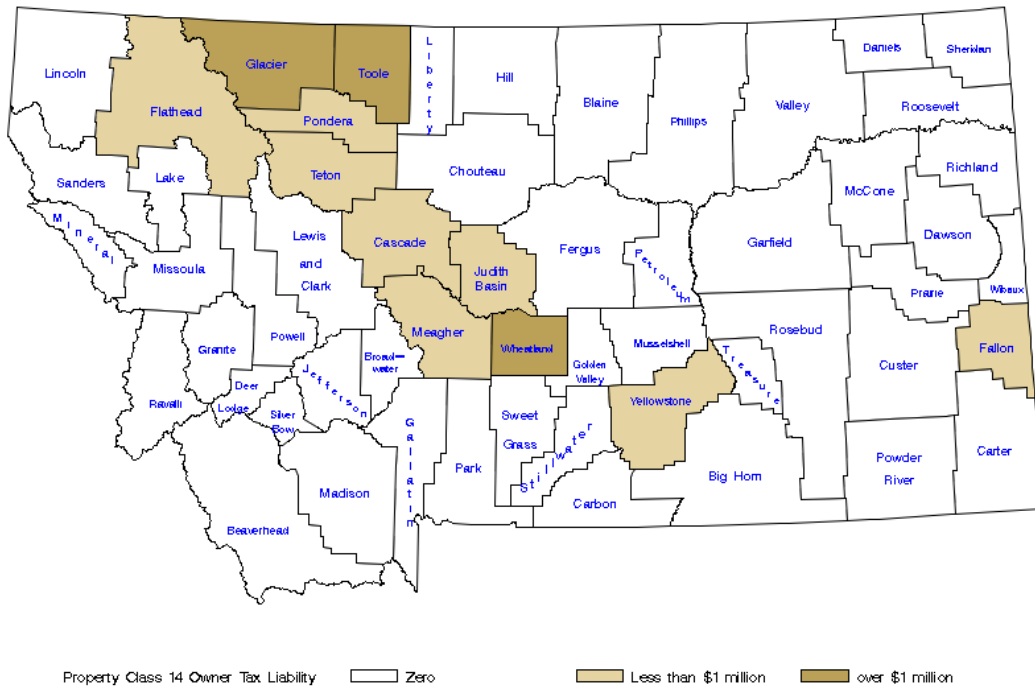 Lincoln
Flathead
Glacier
Toole
Liberty
Hill
Blaine
Phillips
Valley
Daniels
Sheridan
Roosevelt
Pondera
Teton
Chouteau
Sanders
Lake
Mineral
Missoula
Lewis
and
Clark
Cascade
Judith
Basin
Fergus
Petroleum
Garfield
McCone
Richland
Dawson
Wibaux
Prarie
Powell
Granite
Deer
Lodge
Ravalli
Silver
Bow
Jefferson
Broad-
water
Meagher
Wheatland
Golden
Valley
Musselshell
Treasure
Rosebud
Custer
Fallon
Yellowstone
Sweet
Grass
Stillwater
Park
Gallatin
Madison
Beaverhead
Carbon
Big Horn
Powder
River
Carter
Property Class 14 Owner Tax Liability Zero Less than $1 million over $1 million